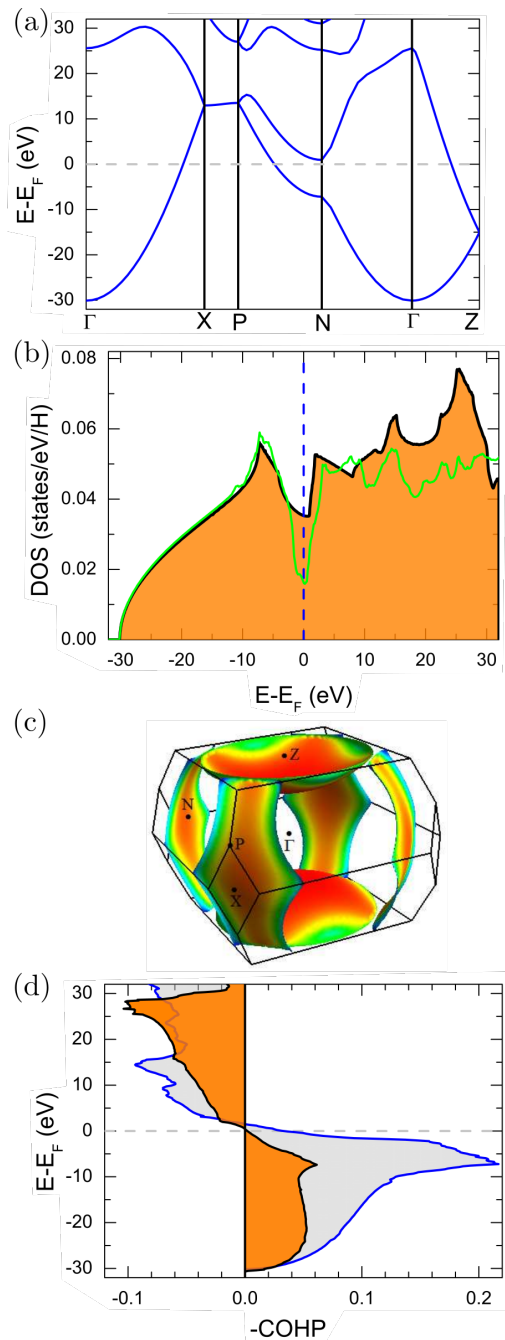 (a)
30
20
10
0
-10
-20
-30
E-E_F (eV)
Γ X P N Γ Z
(b)
0.08
0.06
0.04
0.02
0.00
DOS (states/eV/H)
-30 -20 -10 0 10 20 30
E-E_F (eV)
(c)
Z
N
P
Γ
X
(d)
30
20
10
0
-10
-20
-30
E-E_F (eV)
-0.1 0.0 0.1 0.2
-COHP